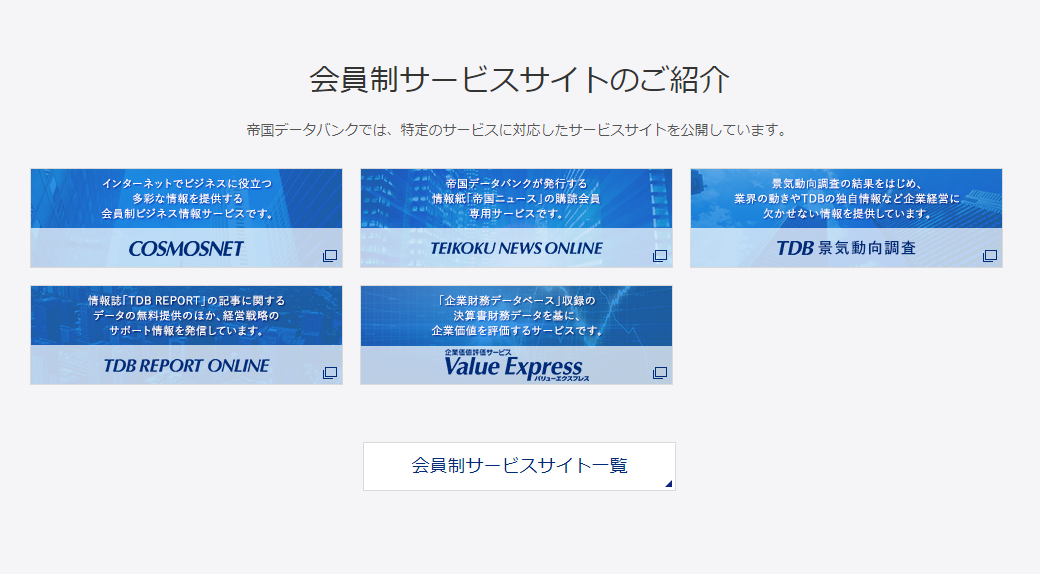 会員制サービスサイトのご紹介
帝国データバンクでは、特定のサービスに対応したサービスサイトを公開しています。
インターネットでビジネスに役立つ
多彩な情報を提供する
会員制ビジネス情報サービスです。
COSMOSNET
帝国データバンクが発行する
情報紙「帝国ニュース」の購読会員
専用サービスです。
TEIKOKU NEWS ONLINE
景気動向調査の結果をはじめ、
業界の動きやTDBの独自情報など企業経営に
欠かせない情報を提供しています。
TDB 景気動向調査
情報誌「TDB REPORT」の記事に関する
データの無料提供のほか、経営戦略の
サポート情報を発信しています。
TDB REPORT ONLINE
「企業財務データベース」収録の
決算書財務データを基に、
企業価値を評価するサービスです。
企業価値評価サービス
Value Express
バリューエクスプレス
会員制サービスサイト一覧